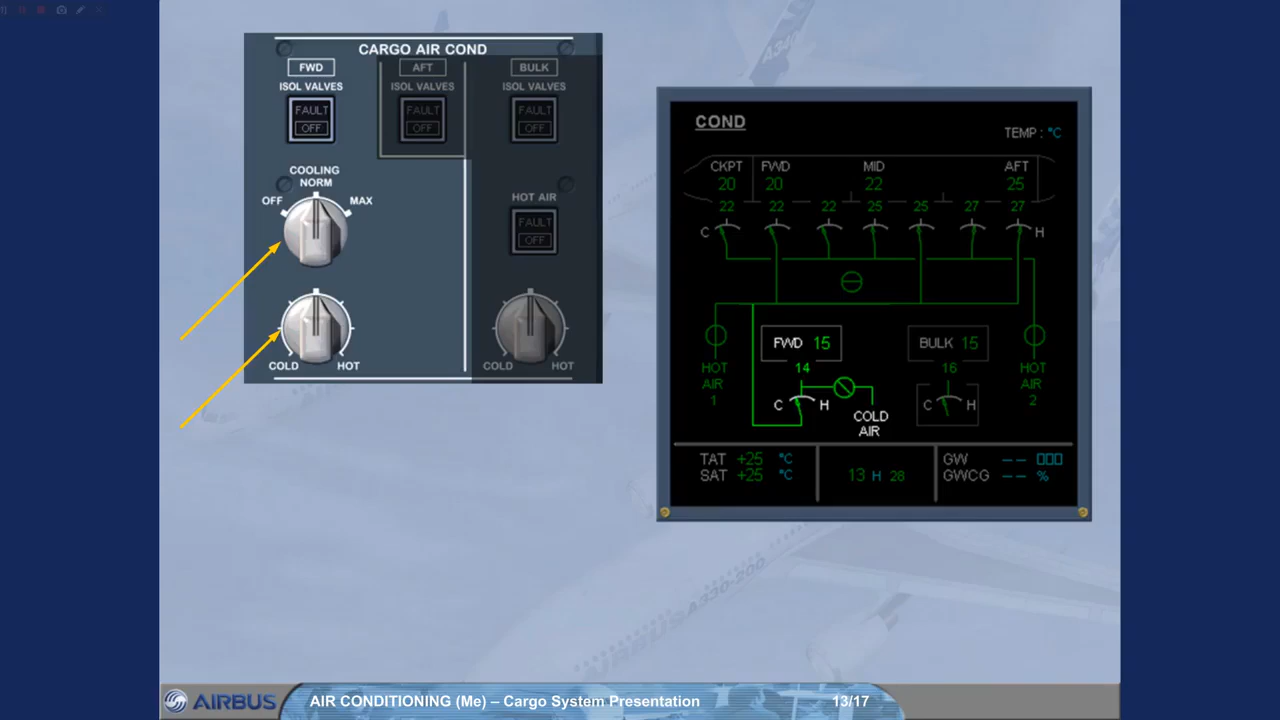 CARGO AIR COND
FWD AFT BULK
ISOL VALVES ISOL VALVES ISOL VALVES
FAULT FAULT FAULT
OFF OFF OFF
COOLING
NORM
OFF MAX
HOT AIR
FAULT
OFF
COLD HOT COLD HOT
COND
TEMP : °C
CKPT FWD MID AFT
20 20 22 25
22 22 22 25 25 27 27
C H
FWD 15 BULK 15
HOT AIR 1
14 16
HOT AIR 2
C H C H
COLD
AIR
TAT +25 °C
SAT +25 °C
13 H 28
GW -- 
GWCG -- %
A340
AIRBUS A330-200
AIRBUS
AIR CONDITIONING (Me) – Cargo System Presentation
13/17